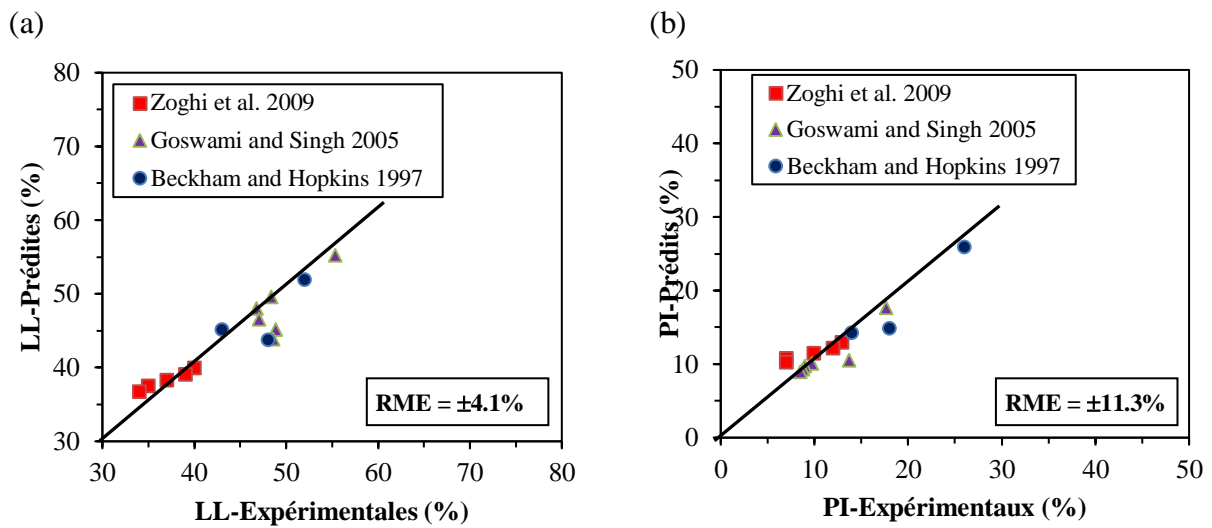 (a)
80
70
60
50
40
30
30 40 50 60 70 80
LL-Prédites (%)
LL-Expérimentales (%)
Zoghi et al. 2009
Goswami and Singh 2005
Beckham and Hopkins 1997
RME = ±4.1%
(b)
50
40
30
20
10
0
0 10 20 30 40 50
PI-Prédits (%)
PI-Expérimentaux (%)
Zoghi et al. 2009
Goswami and Singh 2005
Beckham and Hopkins 1997
RME = ±11.3%